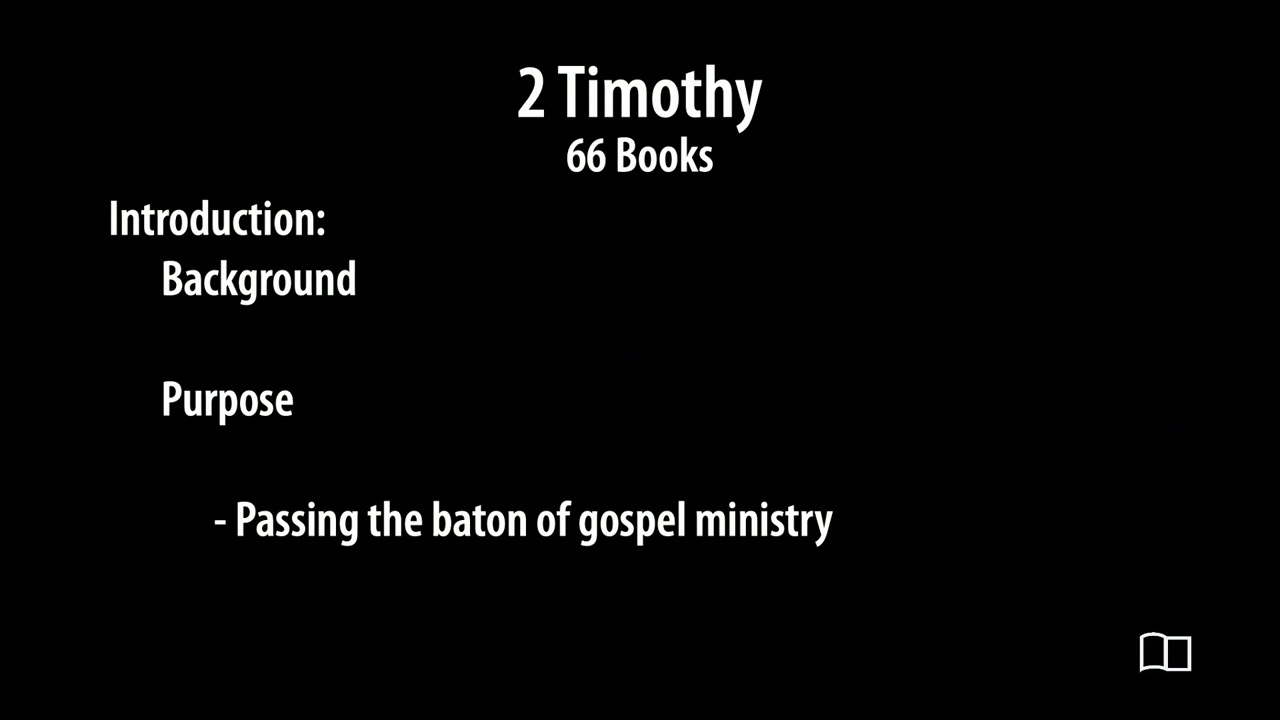 2 Timothy
66 Books
Introduction:
Background
Purpose
- Passing the baton of gospel ministry